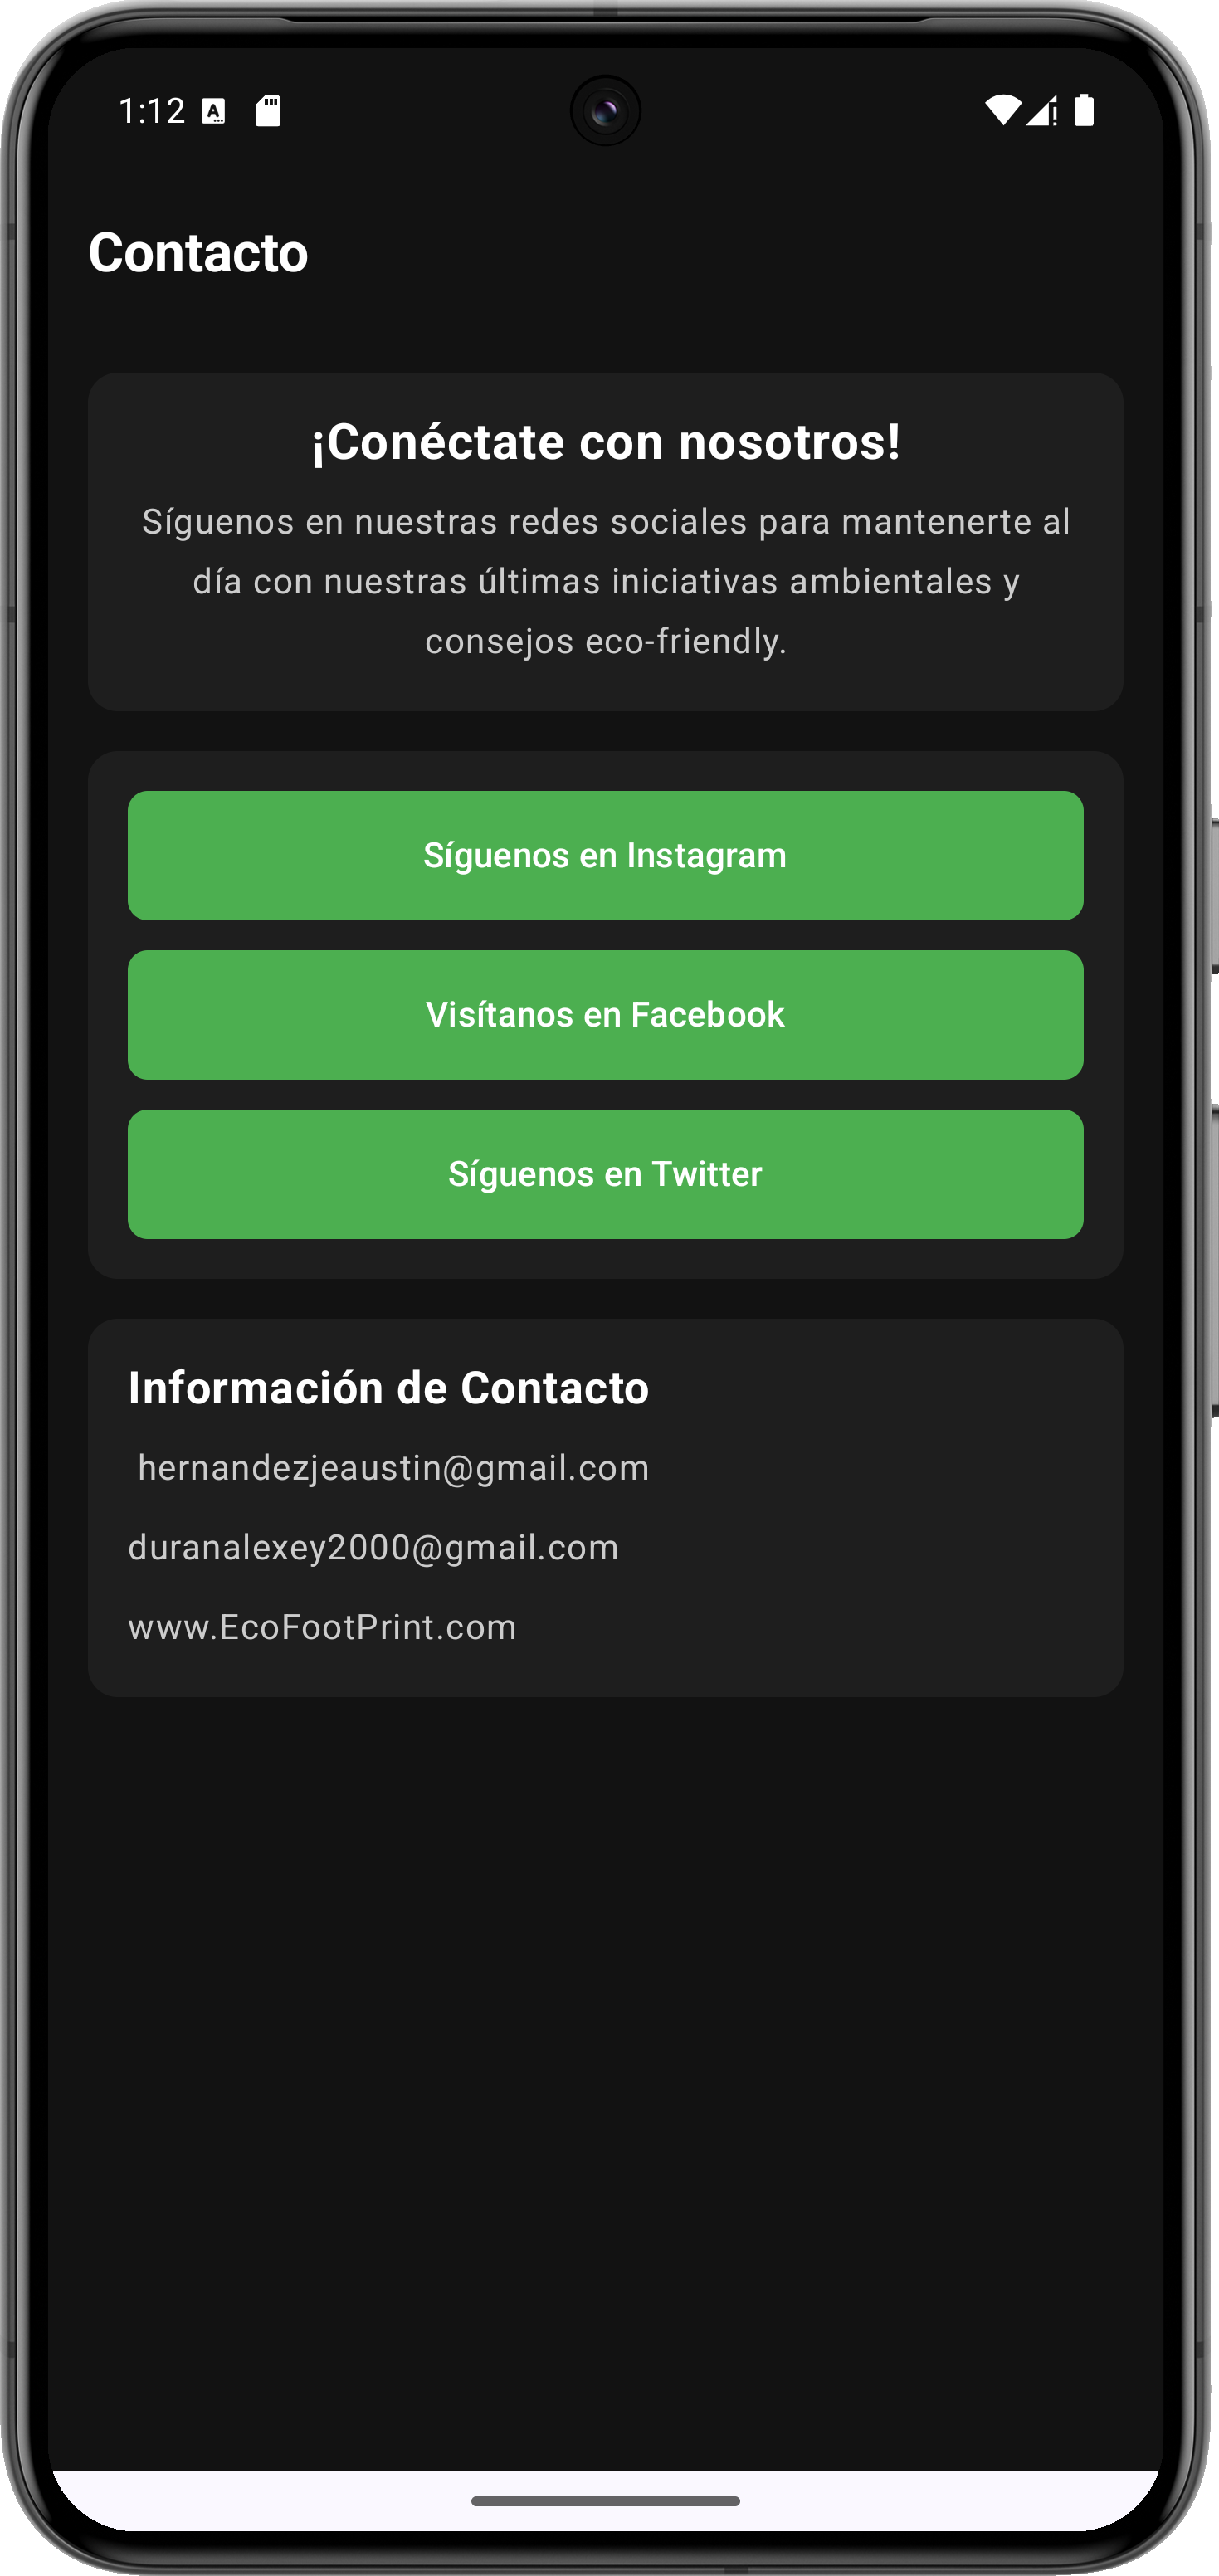 1:12
Contacto
¡Conéctate con nosotros!
Síguenos en nuestras redes sociales para mantenerte al
día con nuestras últimas iniciativas ambientales y
consejos eco-friendly.
Síguenos en Instagram
Visítanos en Facebook
Síguenos en Twitter
Información de Contacto
hernandezjeaustin@gmail.com
duranalexey2000@gmail.com
www.EcoFootPrint.com